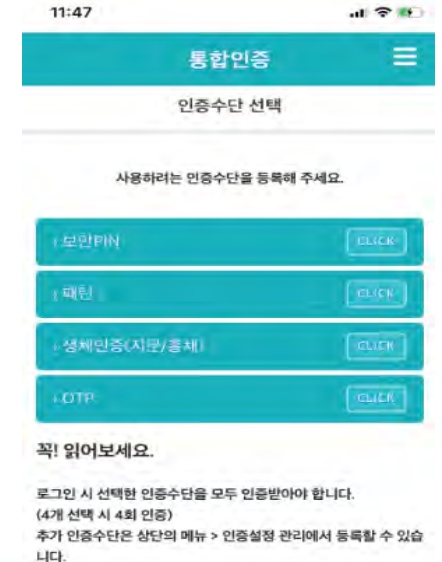 11:47
통합인증
인증수단 선택
사용하려는 인증수단을 등록해 주세요.
보안PIN CLICK
패턴 CLICK
생체인증(지문/홍채) CLICK
OTP CLICK
꼭! 읽어보세요.
로그인 시 선택한 인증수단을 모두 인증받아야 합니다.
(4개 선택 시 4회 인증)
추가 인증수단은 상단의 메뉴 > 인증설정 관리에서 등록할 수 있습
니다.